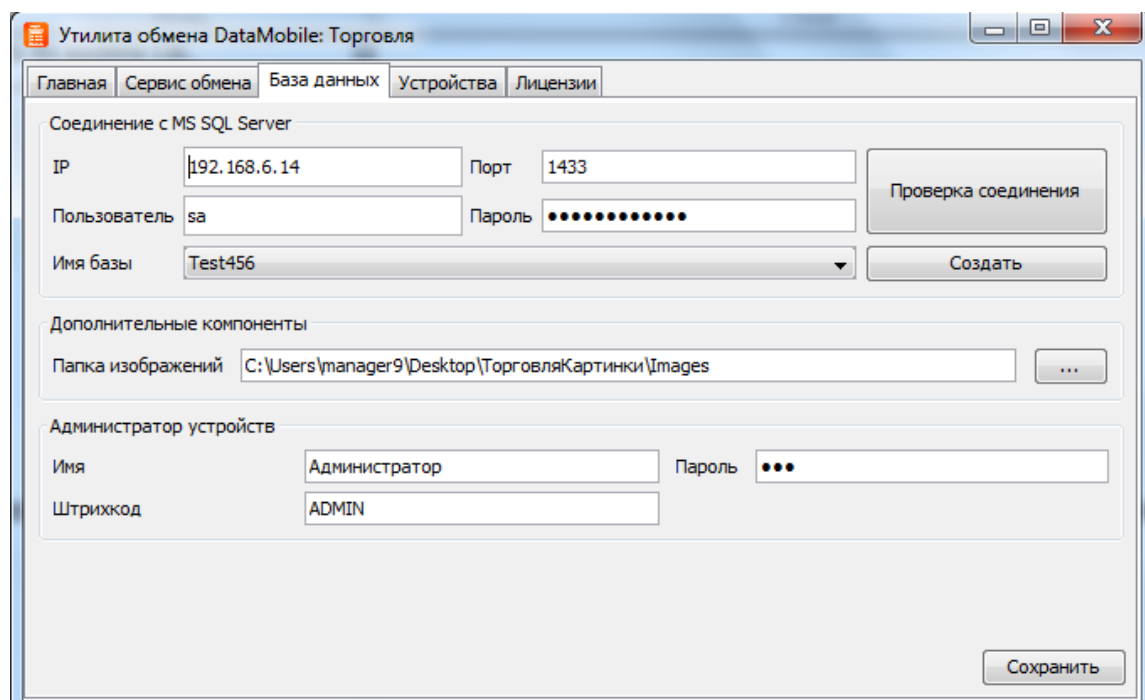 Утилита обмена DataMobile: Торговля
Главная Сервис обмена База данных Устройства Лицензии
Соединение с MS SQL Server
IP 192.168.6.14 Порт 1433 Проверка соединения
Пользователь sa Пароль ●●●●●●●●●●●●
Имя базы Test456 Создать
Дополнительные компоненты
Папка изображений C:\Users\manager9\Desktop\ТорговляКартинки\Images ...
Администратор устройств
Имя Администратор Пароль ●●●
Штрихкод ADMIN
Сохранить